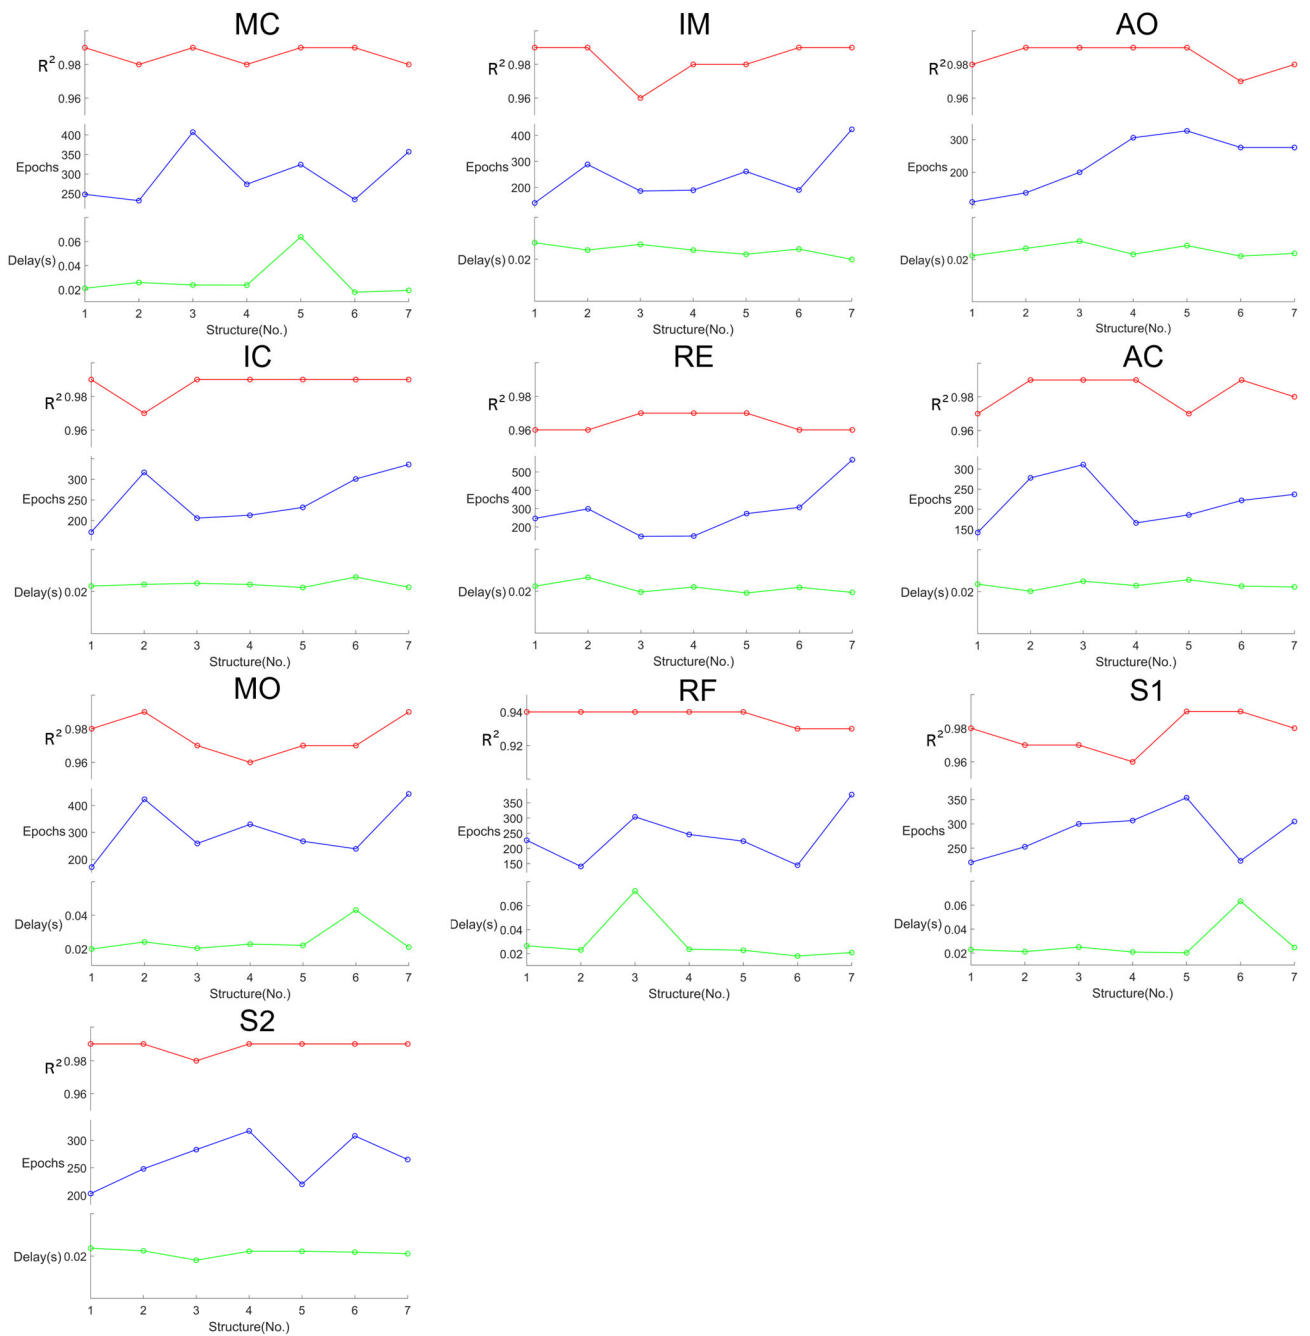 MC
R² 0.98
0.96
400
350
Epochs 300
250
0.06
Delay(s) 0.04
0.02
1 2 3 4 5 6 7
Structure(No.)
IM
R² 0.98
0.96
400
Epochs 300
200
Delay(s) 0.02
1 2 3 4 5 6 7
Structure(No.)
AO
R² 0.98
0.96
300
Epochs
200
Delay(s) 0.02
1 2 3 4 5 6 7
Structure(No.)
IC
R² 0.98
0.96
300
Epochs 250
200
Delay(s) 0.02
1 2 3 4 5 6 7
Structure(No.)
RE
R² 0.98
0.96
500
Epochs 400
300
200
Delay(s) 0.02
1 2 3 4 5 6 7
Structure(No.)
AC
R² 0.98
0.96
300
Epochs 250
200
150
Delay(s) 0.02
1 2 3 4 5 6 7
Structure(No.)
MO
R² 0.98
0.96
400
Epochs 300
200
0.04
Delay(s)
0.02
1 2 3 4 5 6 7
Structure(No.)
RF
0.94
R² 0.92
350
Epochs 300
250
200
150
0.06
Delay(s) 0.04
0.02
1 2 3 4 5 6 7
Structure(No.)
S1
R² 0.98
0.96
350
Epochs 300
250
0.06
Delay(s) 0.04
0.02
1 2 3 4 5 6 7
Structure(No.)
S2
R² 0.98
0.96
300
Epochs 250
200
Delay(s) 0.02
1 2 3 4 5 6 7
Structure(No.)